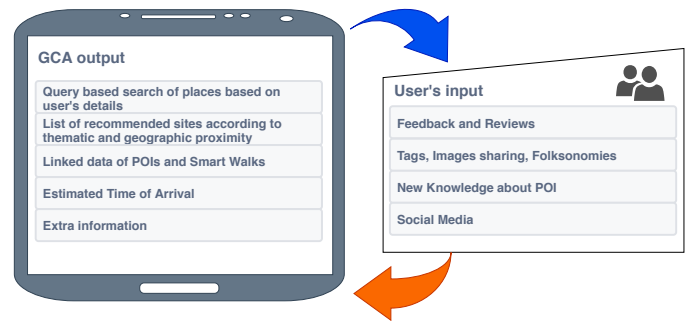 GCA output
Query based search of places based on
user's details
List of recommended sites according to
thematic and geographic proximity
Linked data of POIs and Smart Walks
Estimated Time of Arrival
Extra information
User's input
Feedback and Reviews
Tags, Images sharing, Folksonomies
New Knowledge about POI
Social Media